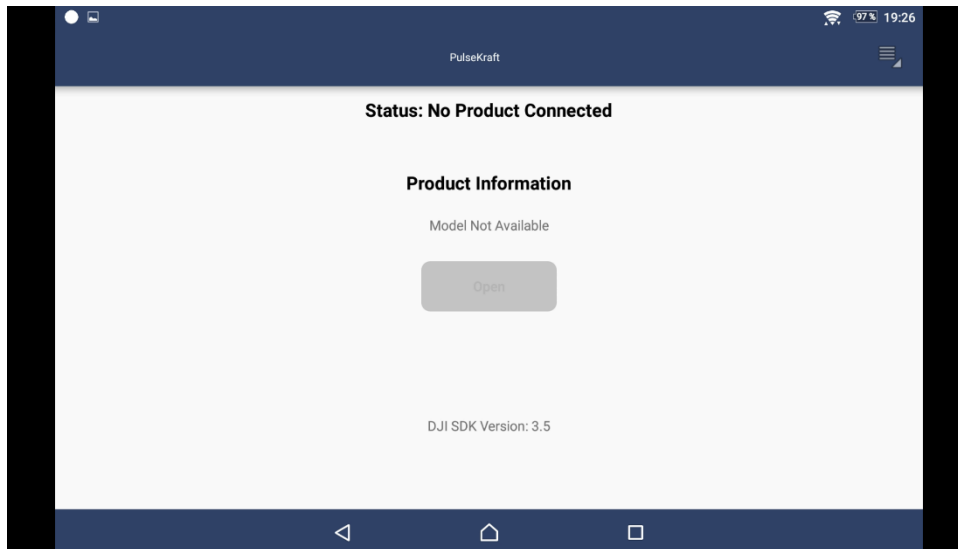 97% 19:26
PulseKraft
Status: No Product Connected
Product Information
Model Not Available
Open
DJI SDK Version: 3.5